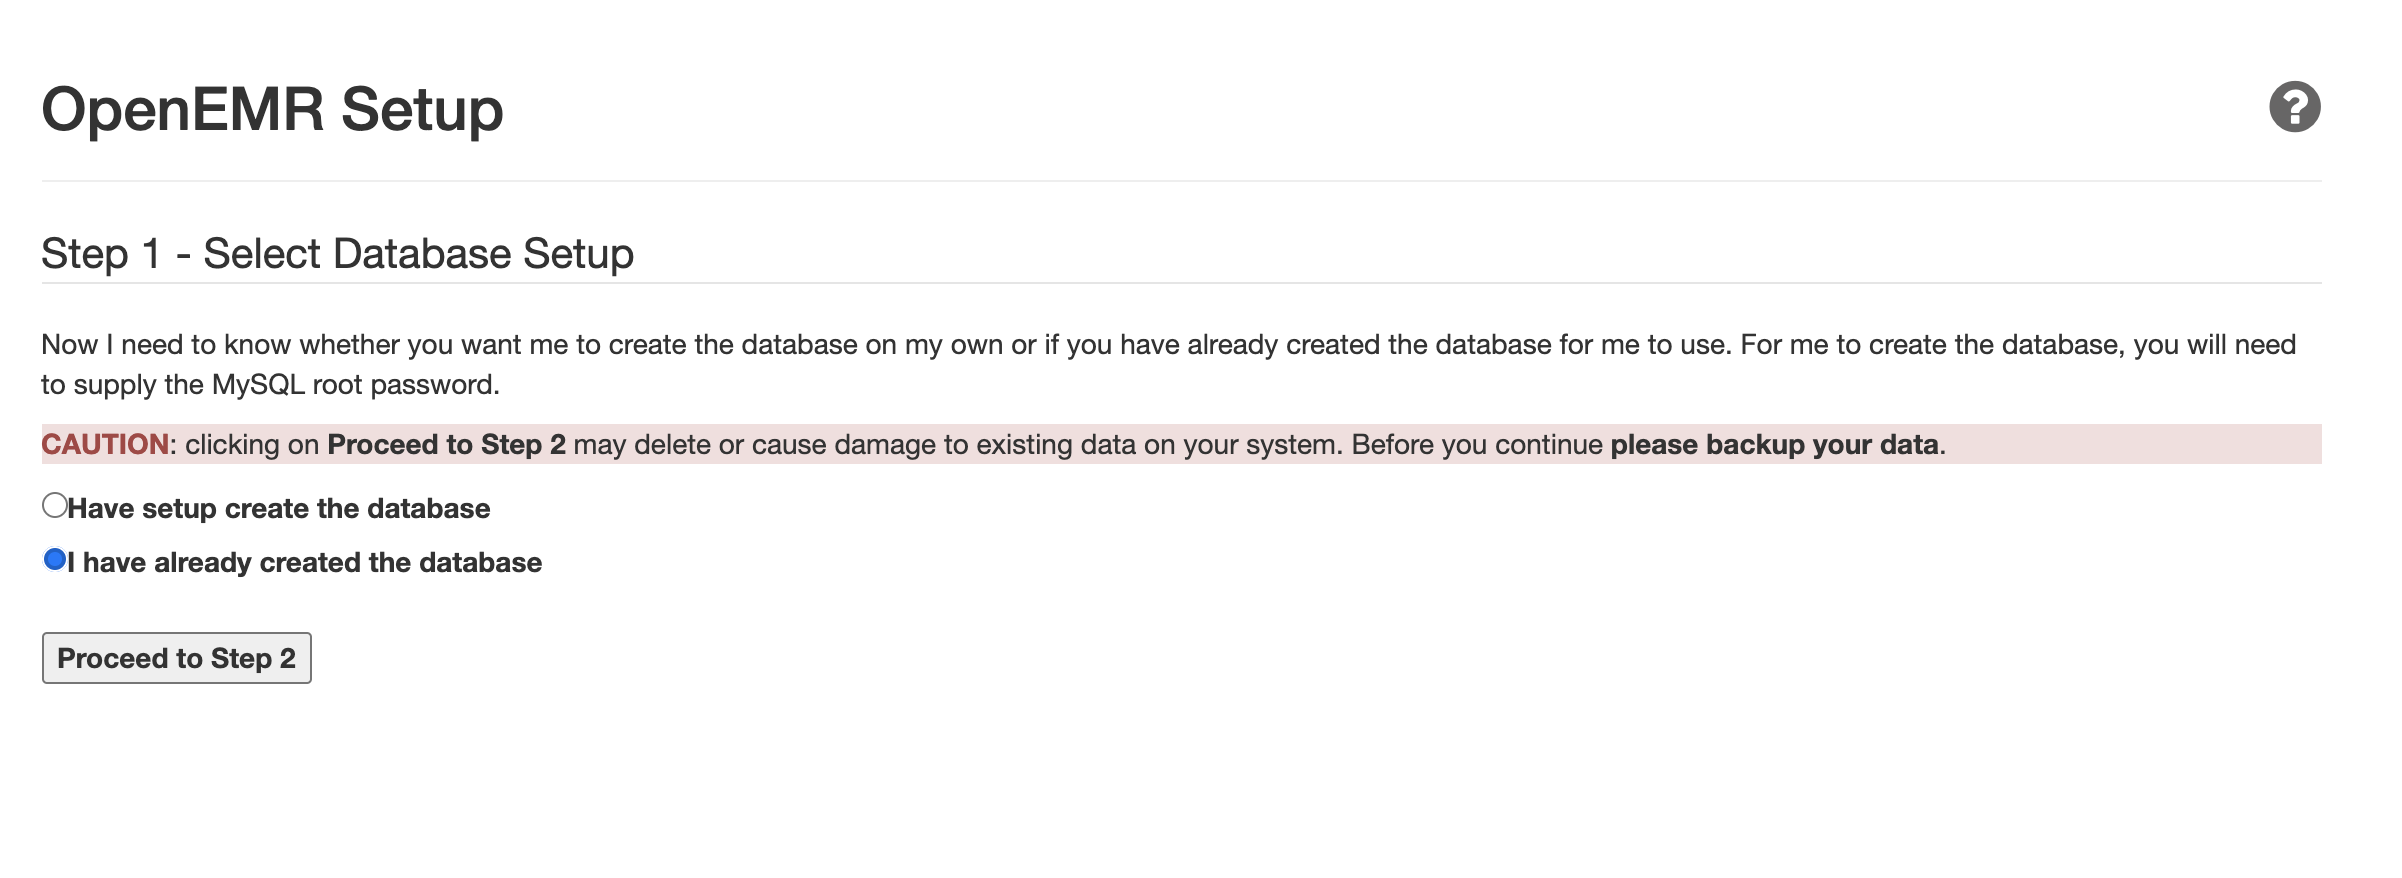 OpenEMR Setup
?
Step 1 - Select Database Setup
Now I need to know whether you want me to create the database on my own or if you have already created the database for me to use. For me to create the database, you will need
to supply the MySQL root password.
CAUTION: clicking on Proceed to Step 2 may delete or cause damage to existing data on your system. Before you continue please backup your data.
Have setup create the database
I have already created the database
Proceed to Step 2